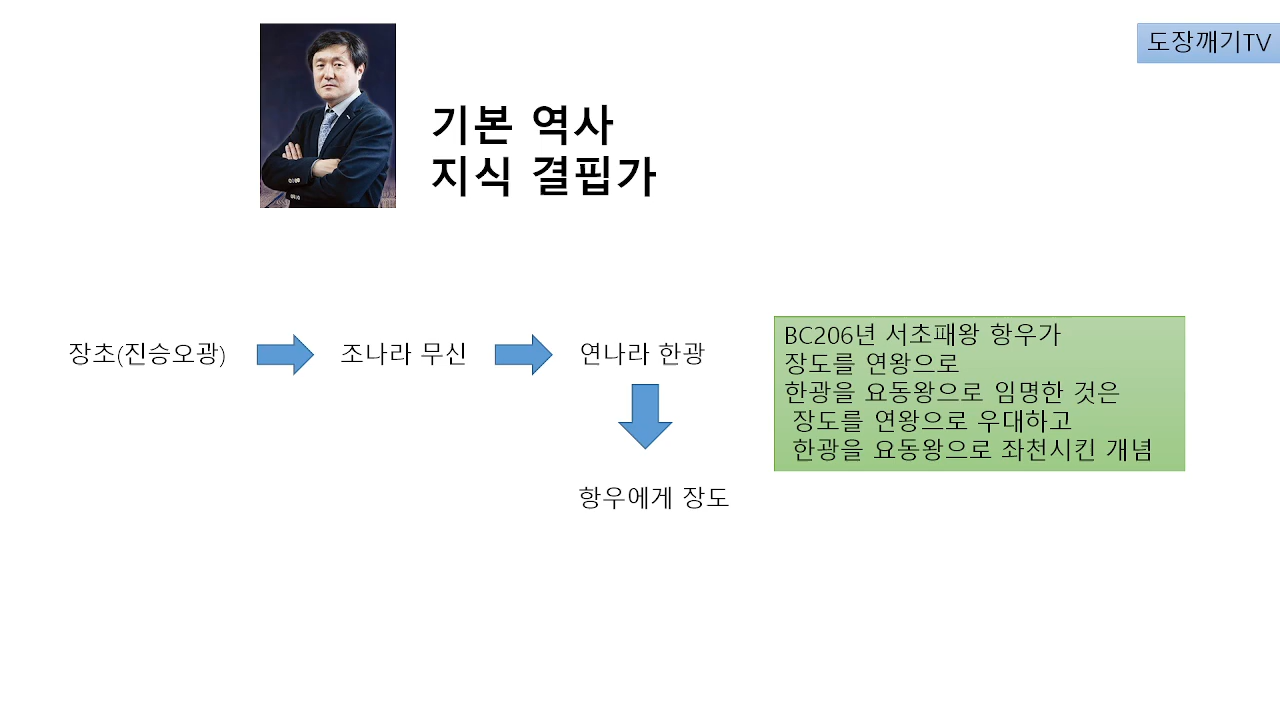 도장깨기TV
기본 역사
지식 결핍가
장초(진승오광)
조나라 무신
연나라 한광
항우에게 장도
BC206년 서초패왕 항우가
장도를 연왕으로
한광을 요동왕으로 임명한 것은
장도를 연왕으로 우대하고
한광을 요동왕으로 좌천시킨 개념